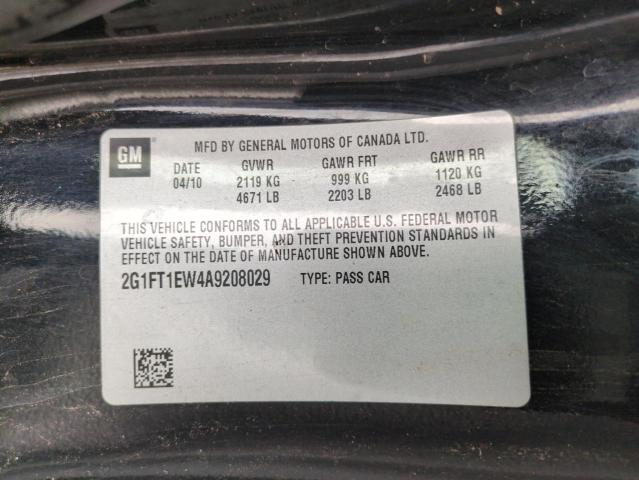 MFD BY GENERAL MOTORS OF CANADA LTD.
GM
DATE GVWR GAWR FRT GAWR RR
04/10 2119 KG 999 KG 1120 KG
4671 LB 2203 LB 2468 LB
THIS VEHICLE CONFORMS TO ALL APPLICABLE U.S. FEDERAL MOTOR
VEHICLE SAFETY, BUMPER, AND THEFT PREVENTION STANDARDS IN
EFFECT ON THE DATE OF MANUFACTURE SHOWN ABOVE.
2G1FT1EW4A9208029 TYPE: PASS CAR